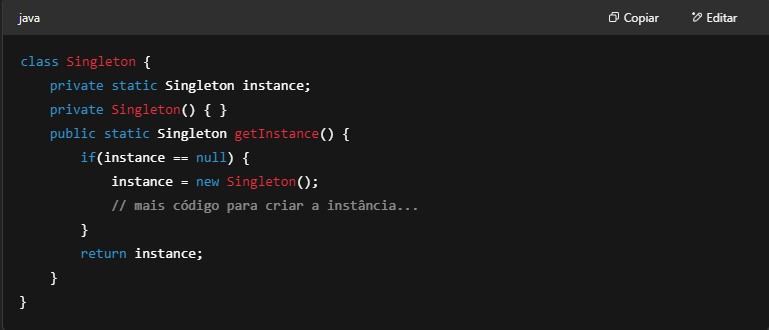 java Copiar Editar
class Singleton {
    private static Singleton instance;
    private Singleton() { }
    public static Singleton getInstance() {
        if(instance == null) {
            instance = new Singleton();
            // mais código para criar a instância...
        }
        return instance;
    }
}